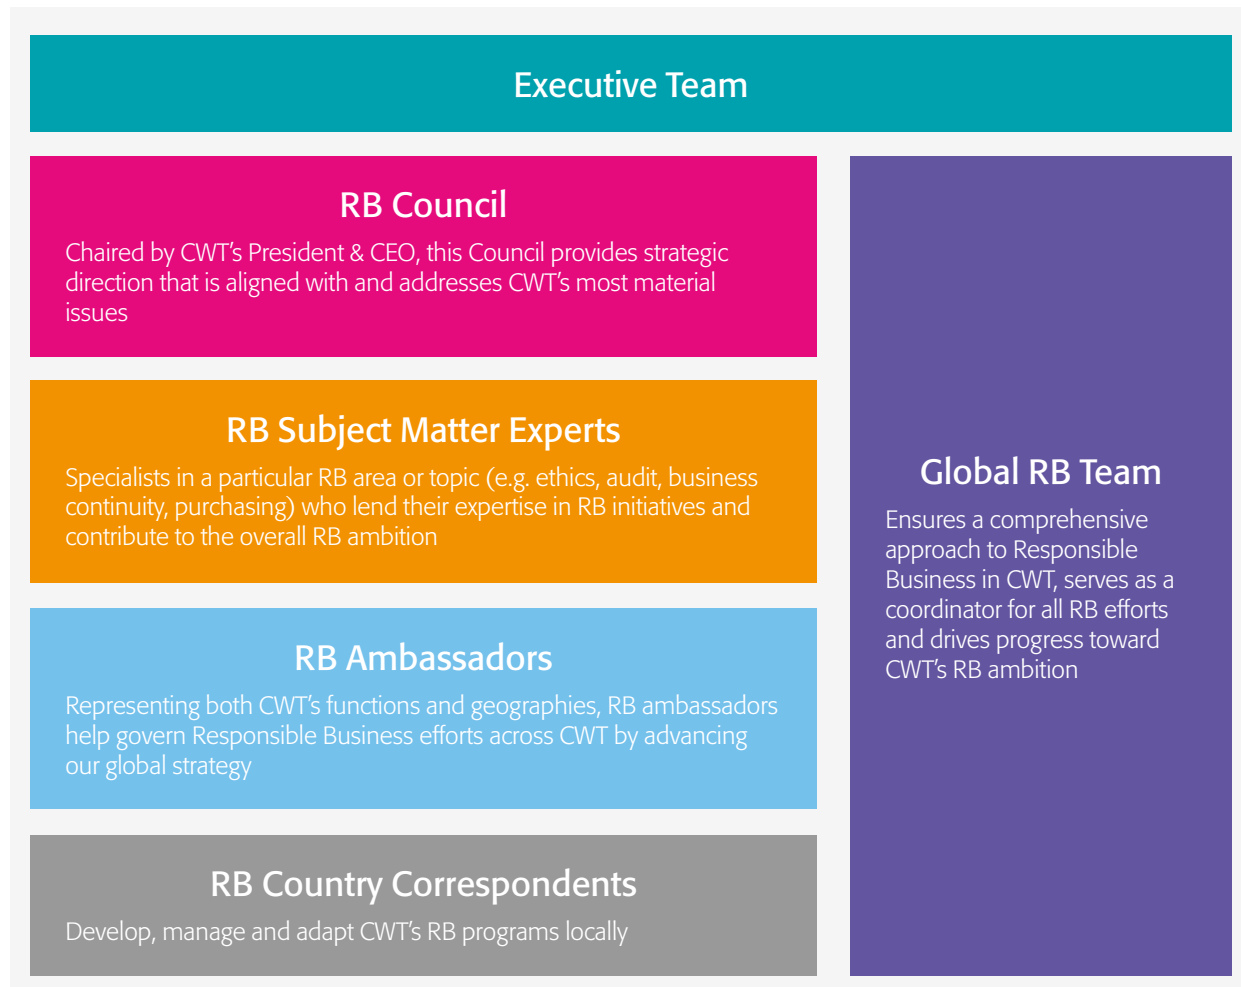 Executive Team
RB Council
Chaired by CWT’s President & CEO, this Council provides strategic
direction that is aligned with and addresses CWT’s most material
issues
RB Subject Matter Experts
Specialists in a particular RB area or topic (e.g. ethics, audit, business
continuity, purchasing) who lend their expertise in RB initiatives and
contribute to the overall RB ambition
RB Ambassadors
Representing both CWT’s functions and geographies, RB ambassadors
help govern Responsible Business efforts across CWT by advancing
our global strategy
RB Country Correspondents
Develop, manage and adapt CWT’s RB programs locally
Global RB Team
Ensures a comprehensive
approach to Responsible
Business in CWT, serves as a
coordinator for all RB efforts
and drives progress toward
CWT’s RB ambition